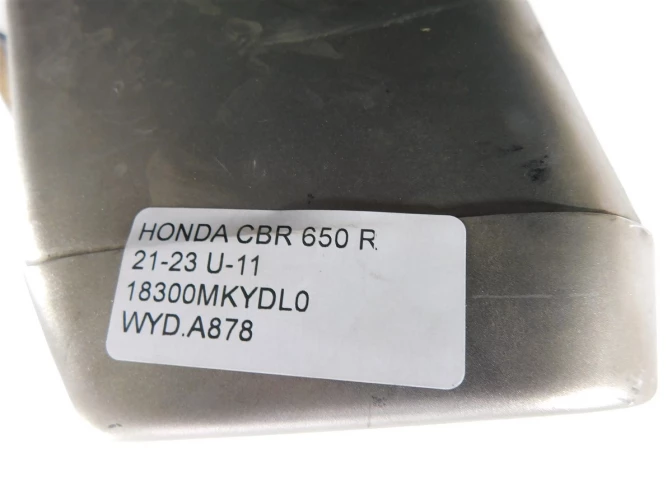 HONDA CBR 650 R.
21-23 U-11
18300MKYDL0
WYD.A878